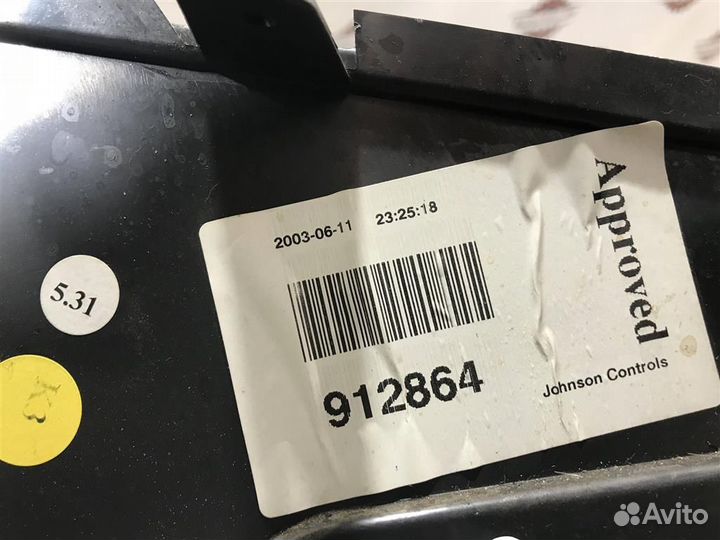 2003-06-11 23:25:18
912864
Approved
Johnson Controls
5.31
Avito